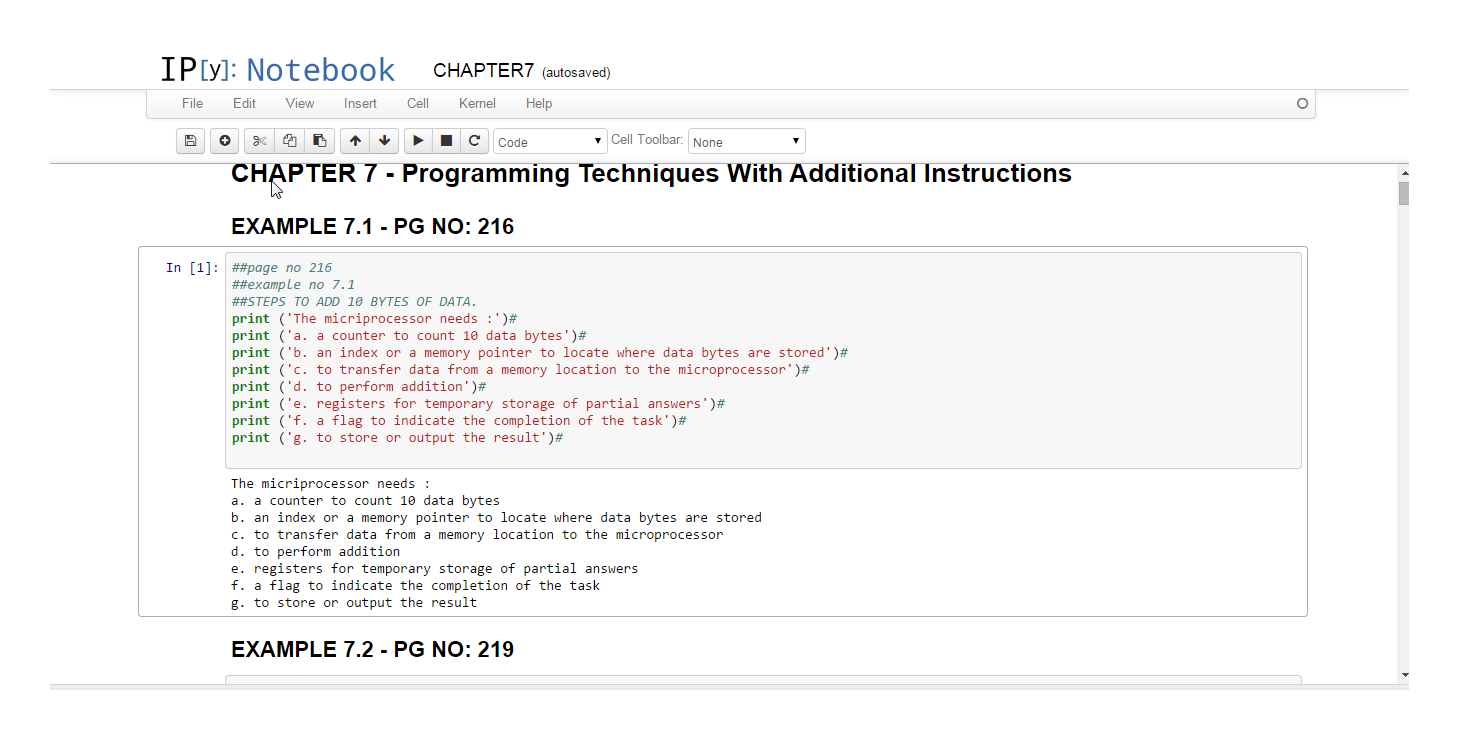 IP[y]: Notebook CHAPTER7 (autosaved)
File Edit View Insert Cell Kernel Help
Code Cell Toolbar: None
CHAPTER 7 - Programming Techniques With Additional Instructions
EXAMPLE 7.1 - PG NO: 216
In [1]: ##page no 216
##example no 7.1
##STEPS TO ADD 10 BYTES OF DATA.
print ('The micriprocessor needs :')#
print ('a. a counter to count 10 data bytes')#
print ('b. an index or a memory pointer to locate where data bytes are stored')#
print ('c. to transfer data from a memory location to the microprocessor')#
print ('d. to perform addition')#
print ('e. registers for temporary storage of partial answers')#
print ('f. a flag to indicate the completion of the task')#
print ('g. to store or output the result')#
The micriprocessor needs :
a. a counter to count 10 data bytes
b. an index or a memory pointer to locate where data bytes are stored
c. to transfer data from a memory location to the microprocessor
d. to perform addition
e. registers for temporary storage of partial answers
f. a flag to indicate the completion of the task
g. to store or output the result
EXAMPLE 7.2 - PG NO: 219